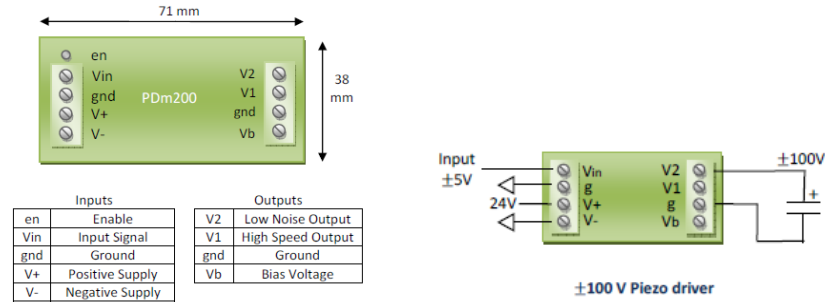 71 mm
en
Vin
gnd
V+
V-
PDm200
V2
V1
gnd
Vb
38
mm
Inputs
en Enable
Vin Input Signal
gnd Ground
V+ Positive Supply
V- Negative Supply
Outputs
V2 Low Noise Output
V1 High Speed Output
gnd Ground
Vb Bias Voltage
Input
±5V
24V
Vin
g
V+
V-
V2
V1
g
Vb
±100V
+
±100 V Piezo driver